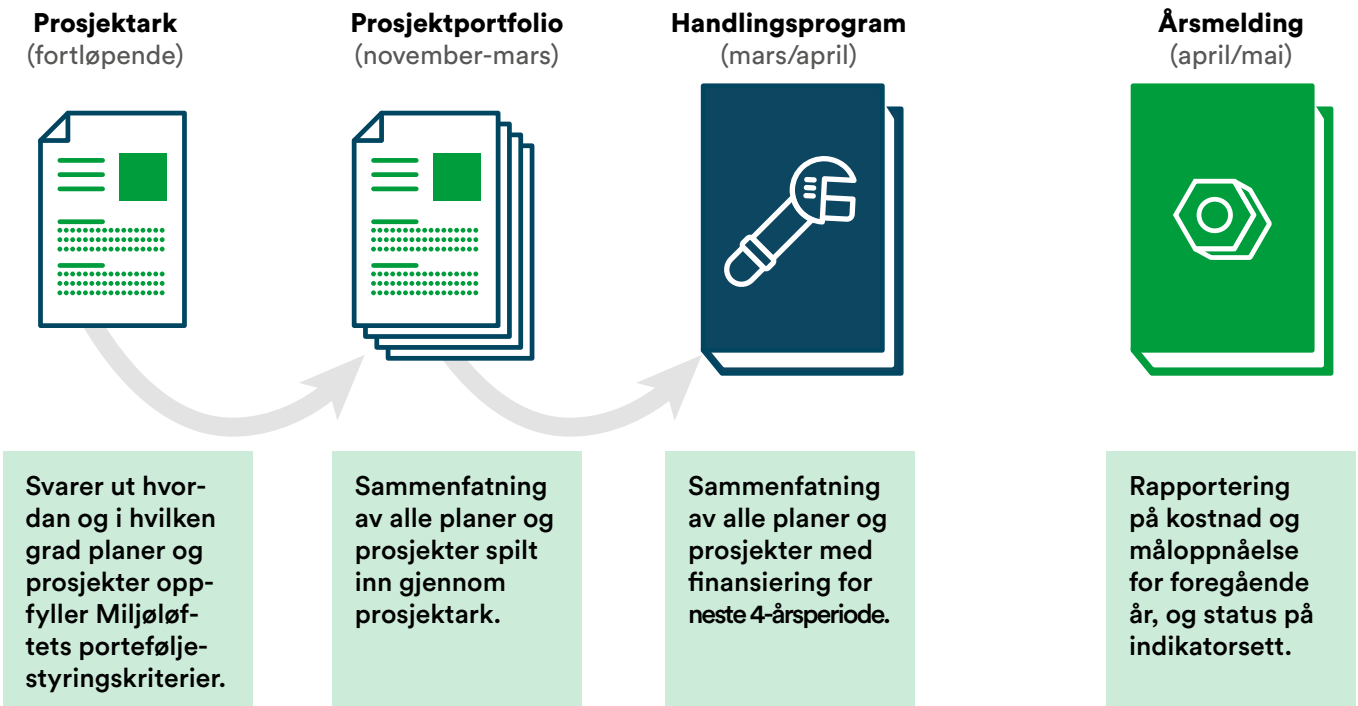 Prosjektark
(fortløpende)
Svarer ut hvor-
dan og i hvilken
grad planer og
prosjekter opp-
fyller Miljøløf-
tets portefølje-
styringskriterier.
Prosjektportfolio
(november-mars)
Sammenfatning
av alle planer og
prosjekter spilt
inn gjennom
prosjektark.
Handlingsprogram
(mars/april)
Sammenfatning
av alle planer og
prosjekter med
finansiering for
neste 4-årsperiode.
Årsmelding
(april/mai)
Rapportering
på kostnad og
måloppnåelse
for foregående
år, og status på
indikatorsett.